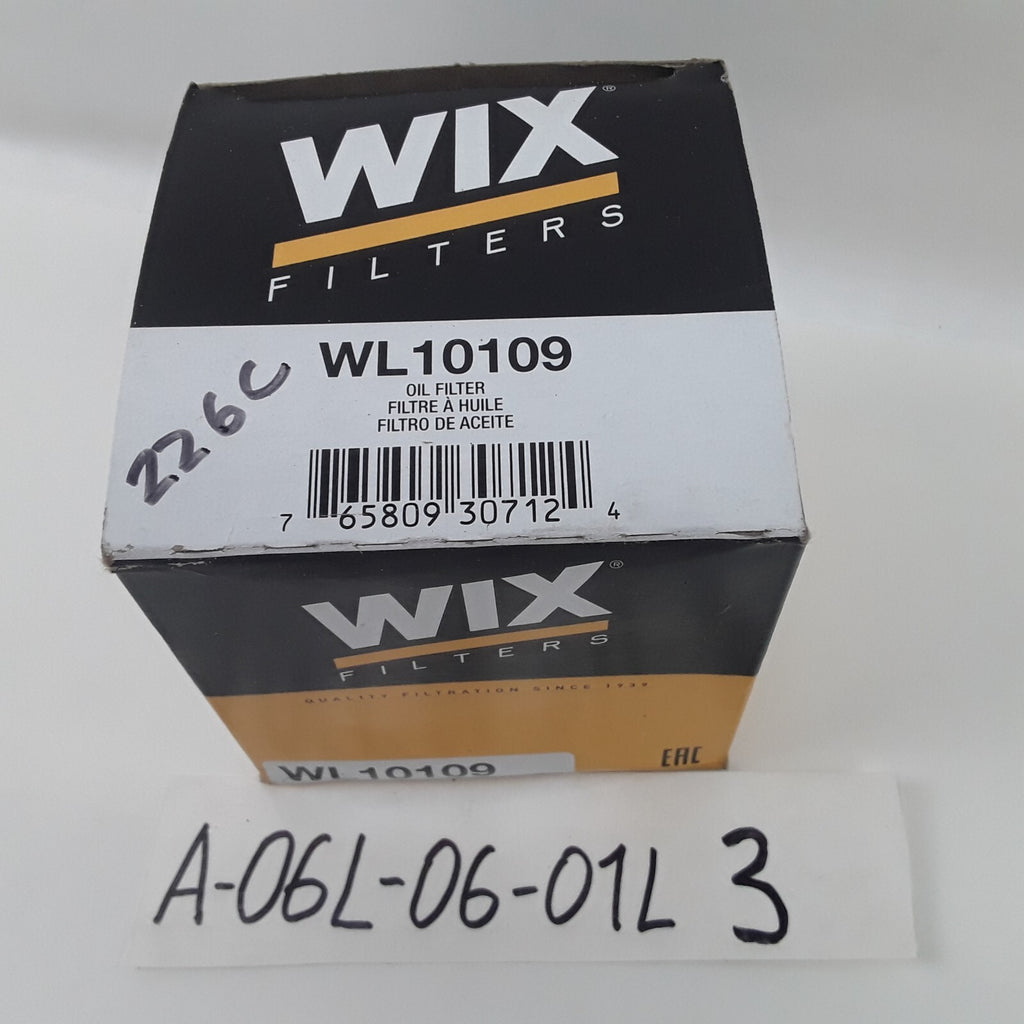 WIX®
FILTERS
226C
WL10109
OIL FILTER
FILTRE À HUILE
FILTRO DE ACEITE
7 65809 30712 4
WIX®
FILTERS
QUALITY FILTRATION SINCE 1939
WL10109
EAC
A-06L-06-01L 3